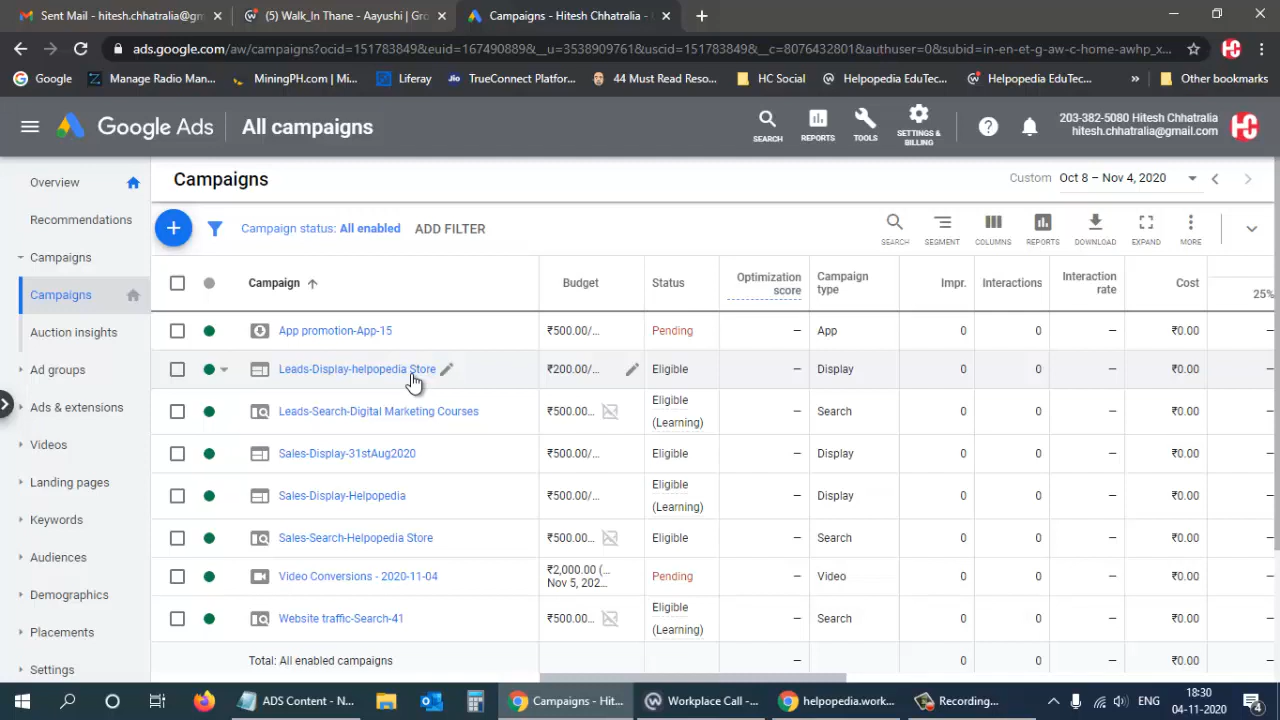 Sent Mail - hitesh.chhatralia@gm
(5) Walk_In Thane - Aayushi | Gro
Campaigns - Hitesh Chhatralia -
ads.google.com/aw/campaigns?ocid=151783849&euid=167490889&__u=3538909761&uscid=151783849&__c=8076432801&authuser=0&subid=in-en-et-g-aw-c-home-awhp_x...
Google
Manage Radio Man...
MiningPH.com | Mi...
Liferay
TrueConnect Platfor...
44 Must Read Resou...
HC Social
Helpopedia EduTec...
Helpopedia EduTec...
»
Other bookmarks
Google Ads
All campaigns
SEARCH
REPORTS
TOOLS
SETTINGS & BILLING
203-382-5080 Hitesh Chhatralia
hitesh.chhatralia@gmail.com
Overview
Recommendations
Campaigns
Campaigns
Auction insights
Ad groups
Ads & extensions
Videos
Landing pages
Keywords
Audiences
Demographics
Placements
Settings
Campaigns
Custom Oct 8 – Nov 4, 2020
Campaign status: All enabled ADD FILTER
SEARCH
SEGMENT
COLUMNS
REPORTS
DOWNLOAD
EXPAND
MORE
Campaign Budget Status Optimization score Campaign type Impr. Interactions Interaction rate Cost 25%
App promotion-App-15 ₹500.00/... Pending – App 0 0 – ₹0.00 –
Leads-Display-helpopedia Store ₹200.00/... Eligible – Display 0 0 – ₹0.00 –
Leads-Search-Digital Marketing Courses ₹500.00... Eligible (Learning) – Search 0 0 – ₹0.00 –
Sales-Display-31stAug2020 ₹500.00/... Eligible – Display 0 0 – ₹0.00 –
Sales-Display-Helpopedia ₹500.00/... Eligible (Learning) – Display 0 0 – ₹0.00 –
Sales-Search-Helpopedia Store ₹500.00... Eligible – Search 0 0 – ₹0.00 –
Video Conversions - 2020-11-04 ₹2,000.00 (... Nov 5, 202... Pending – Video 0 0 – ₹0.00 –
Website traffic-Search-41 ₹500.00... Eligible (Learning) – Search 0 0 – ₹0.00 –
Total: All enabled campaigns – 0 0 – ₹0.00 –
ADS Content - N...
Campaigns - Hit...
Workplace Call -...
helpopedia.work...
Recording...
ENG
18:30
04-11-2020
4